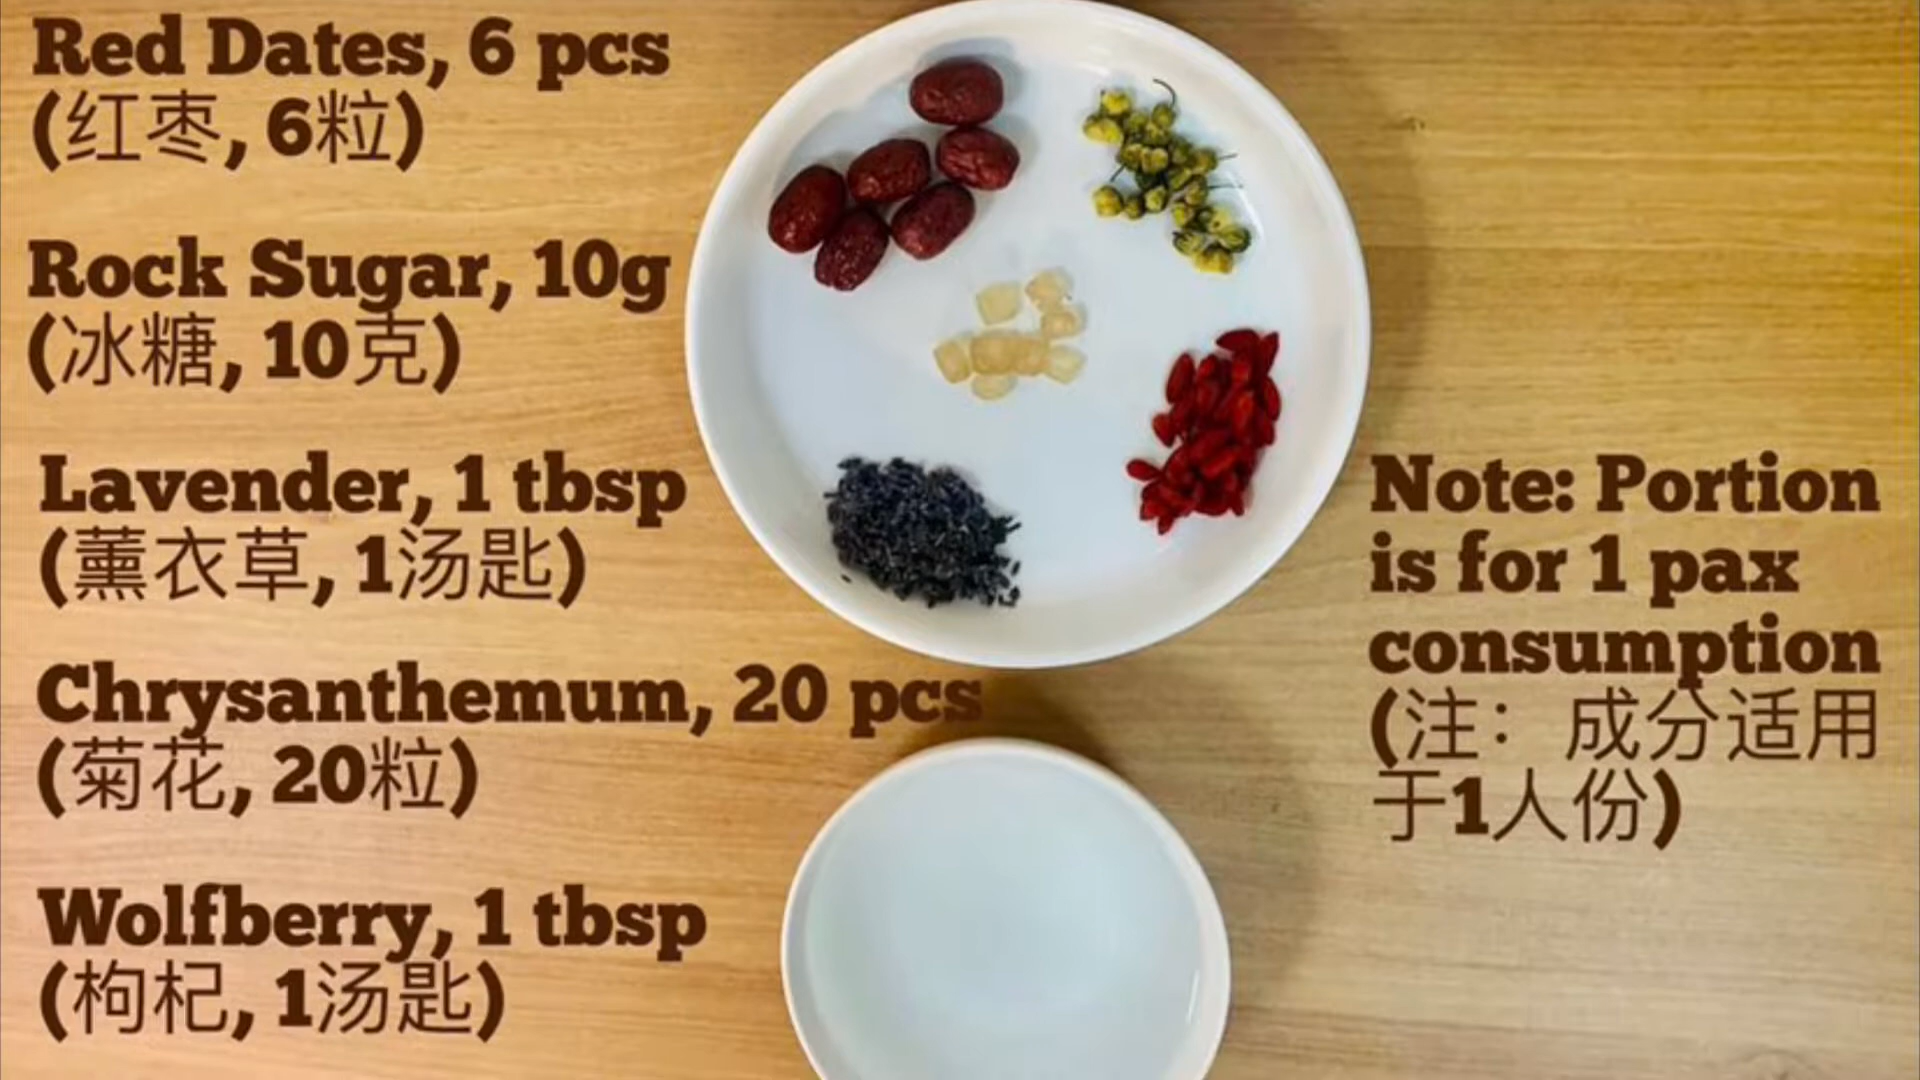 Red Dates, 6 pcs
(红枣, 6粒)
Rock Sugar, 10g
(冰糖, 10克)
Lavender, 1 tbsp
(薰衣草, 1汤匙)
Chrysanthemum, 20 pcs
(菊花, 20粒)
Wolfberry, 1 tbsp
(枸杞, 1汤匙)
Note: Portion
is for 1 pax
consumption
(注：成分适用
于1人份)